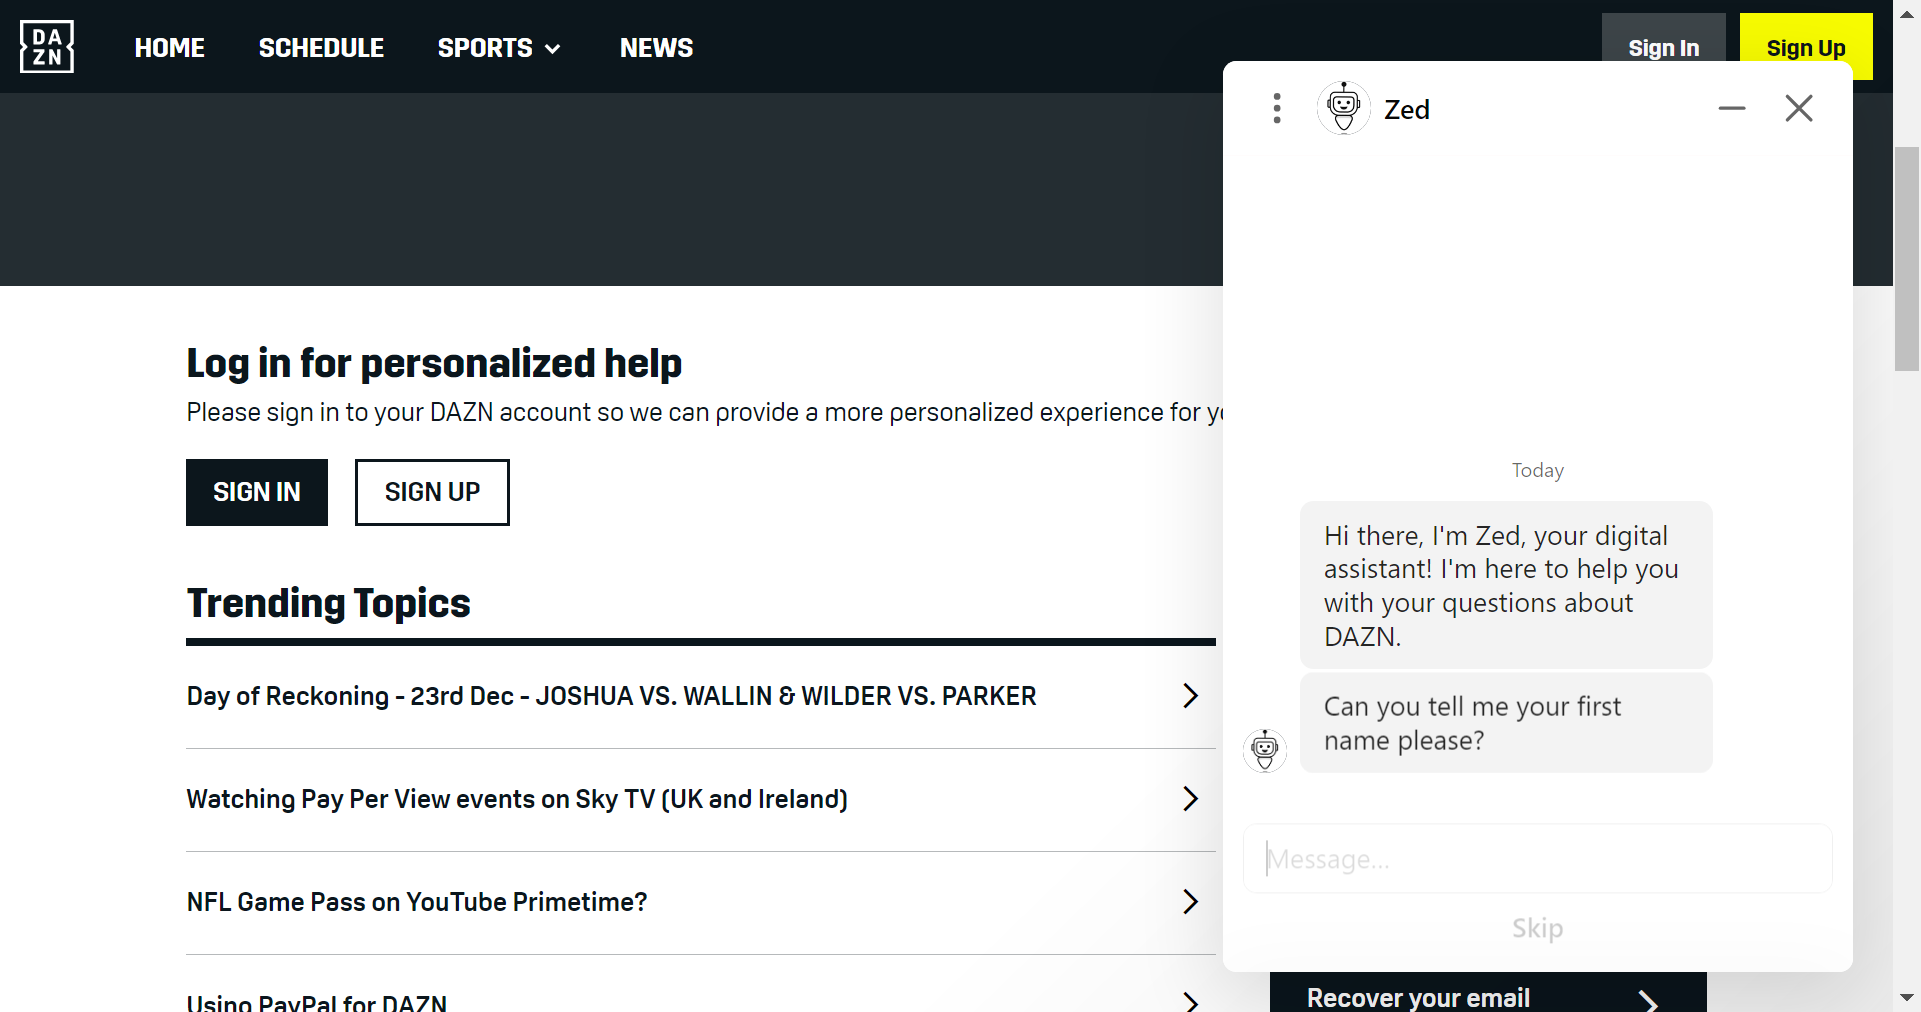 DA
ZN
HOME
SCHEDULE
SPORTS
NEWS
Sign In
Sign Up
Log in for personalized help
Please sign in to your DAZN account so we can provide a more personalized experience for
SIGN IN
SIGN UP
Trending Topics
Day of Reckoning - 23rd Dec - JOSHUA VS. WALLIN & WILDER VS. PARKER
Watching Pay Per View events on Sky TV (UK and Ireland)
NFL Game Pass on YouTube Primetime?
Using PayPal for DAZN
Zed
Today
Hi there, I'm Zed, your digital
assistant! I'm here to help you
with your questions about
DAZN.
Can you tell me your first
name please?
Message...
Skip
Recover your email